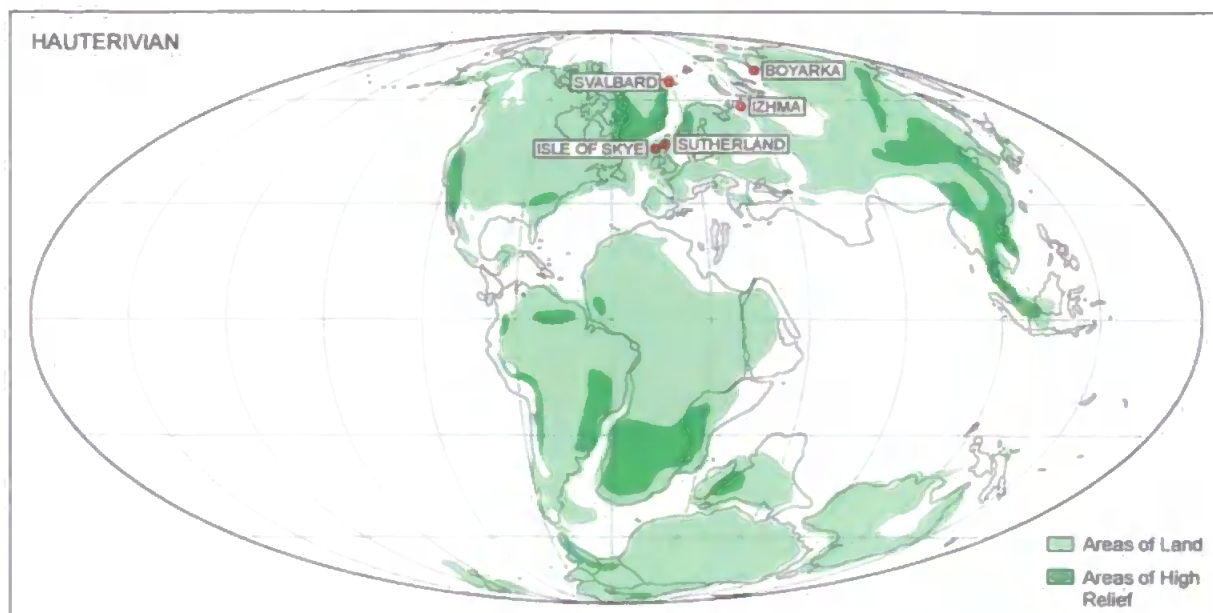 HAUTERIVIAN
SVALBARD
BOYARKA
IZHMA
ISLE OF SKYE
SUTHERLAND
Areas of Land
Areas of High
Relief